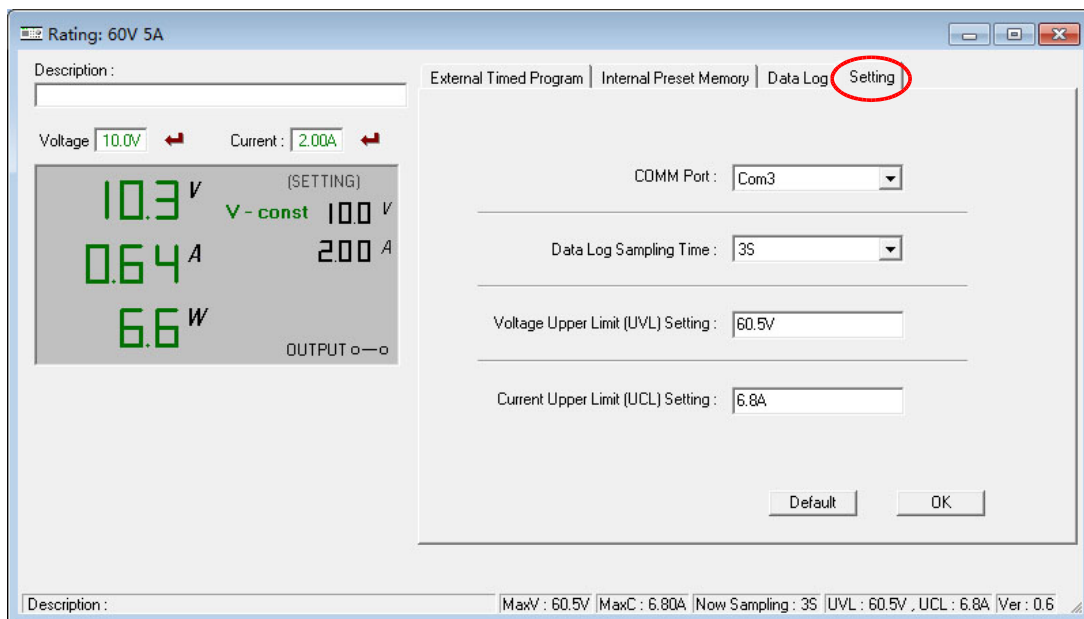 Rating: 60V 5A
Description :
Voltage 10.0V Current : 2.00A
10.3 V
(SETTING)
V - const 10.0 V
0.64 A
2.00 A
6.6 W
OUTPUT
External Timed Program Internal Preset Memory Data Log Setting
COMM Port : Com3
Data Log Sampling Time : 3S
Voltage Upper Limit (UVL) Setting : 60.5V
Current Upper Limit (UCL) Setting : 6.8A
Default OK
Description : MaxV : 60.5V MaxC : 6.80A Now Sampling : 3S UVL : 60.5V , UCL : 6.8A Ver : 0.6